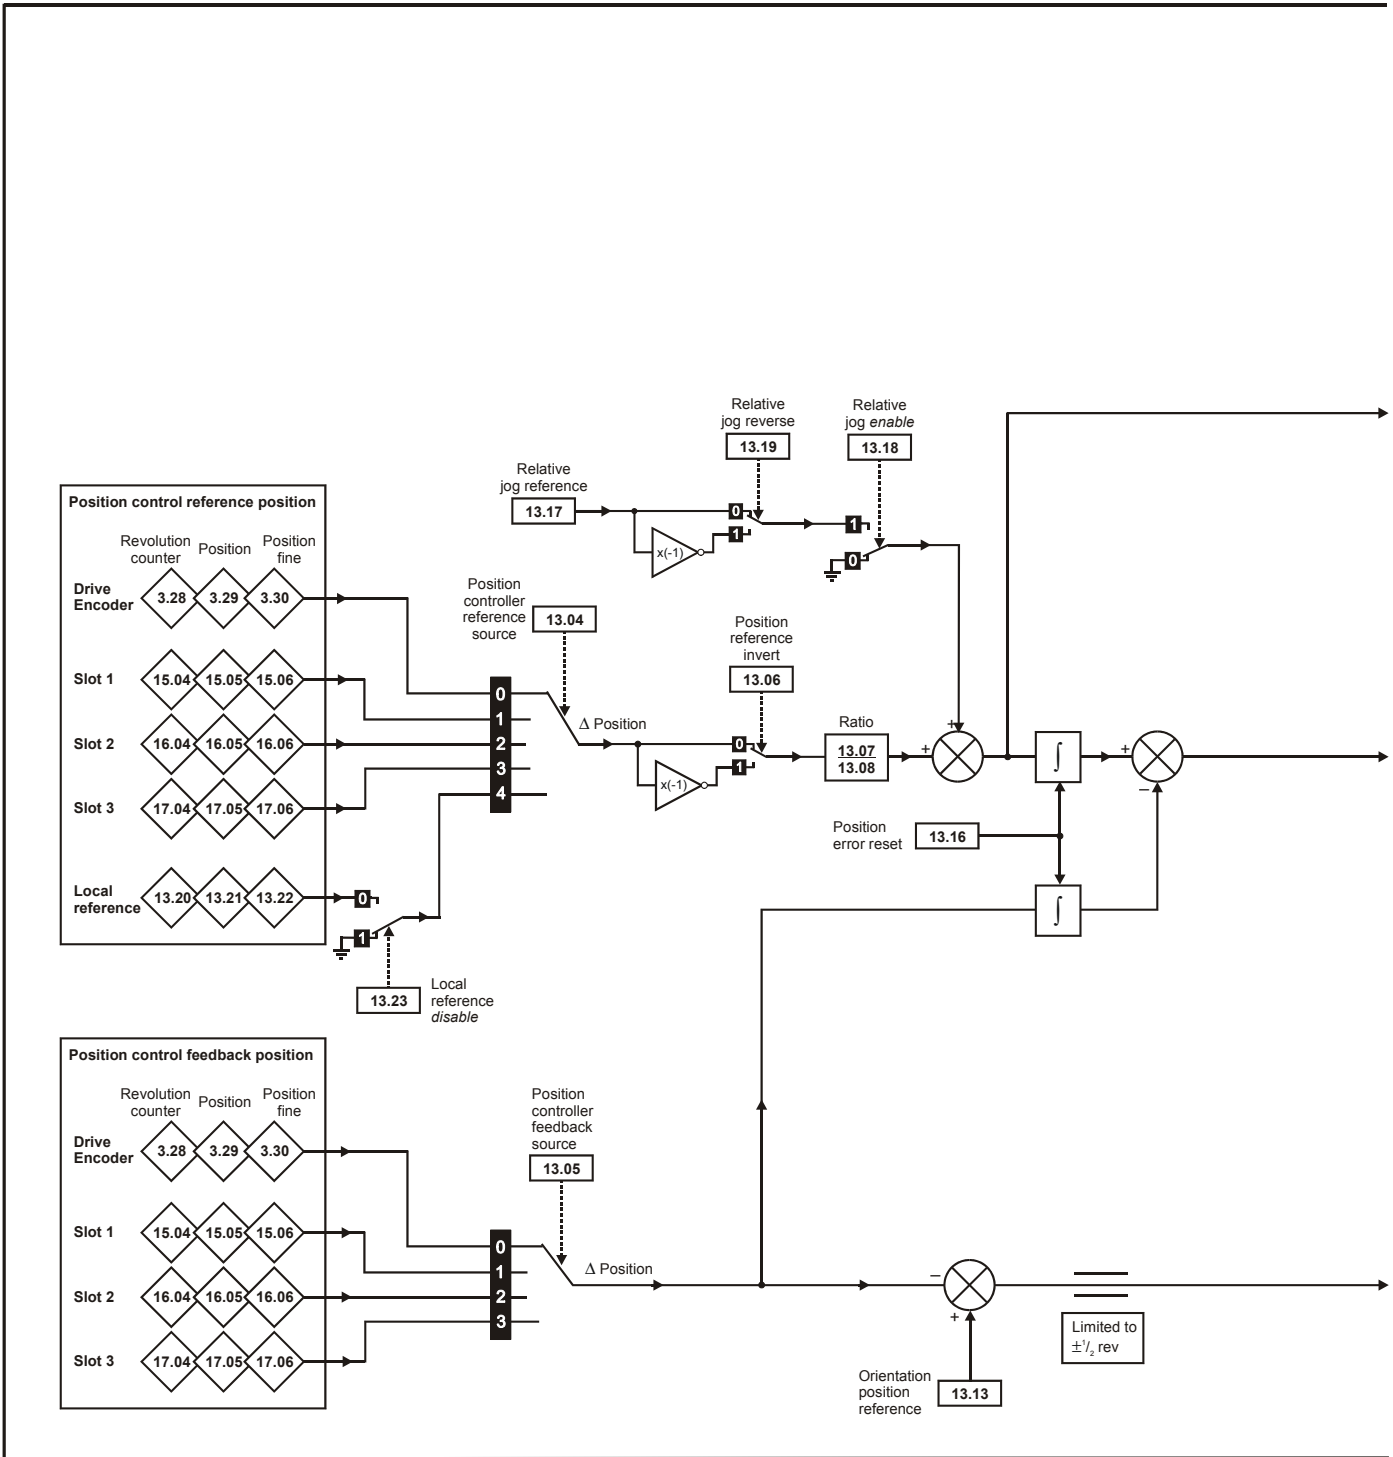 Relative
jog reverse
13.19
Relative
jog enable
13.18
Relative
jog reference
13.17
0
1
x(-1)
1
0
Position control reference position
Revolution
counter
Position
Position
fine
Drive
Encoder
3.28
3.29
3.30
Slot 1
15.04
15.05
15.06
Slot 2
16.04
16.05
16.06
Slot 3
17.04
17.05
17.06
Local
reference
13.20
13.21
13.22
0
1
13.23
Local
reference
disable
Position
controller
reference
source
13.04
0
1
2
3
4
Δ Position
Position
reference
invert
13.06
0
1
x(-1)
Ratio
13.07
13.08
+
+
∫
+
−
Position
error reset
13.16
∫
Position control feedback position
Revolution
counter
Position
Position
fine
Drive
Encoder
3.28
3.29
3.30
Slot 1
15.04
15.05
15.06
Slot 2
16.04
16.05
16.06
Slot 3
17.04
17.05
17.06
Position
controller
feedback
source
13.05
0
1
2
3
Δ Position
−
+
Limited to
±1/2 rev
Orientation
position
reference
13.13